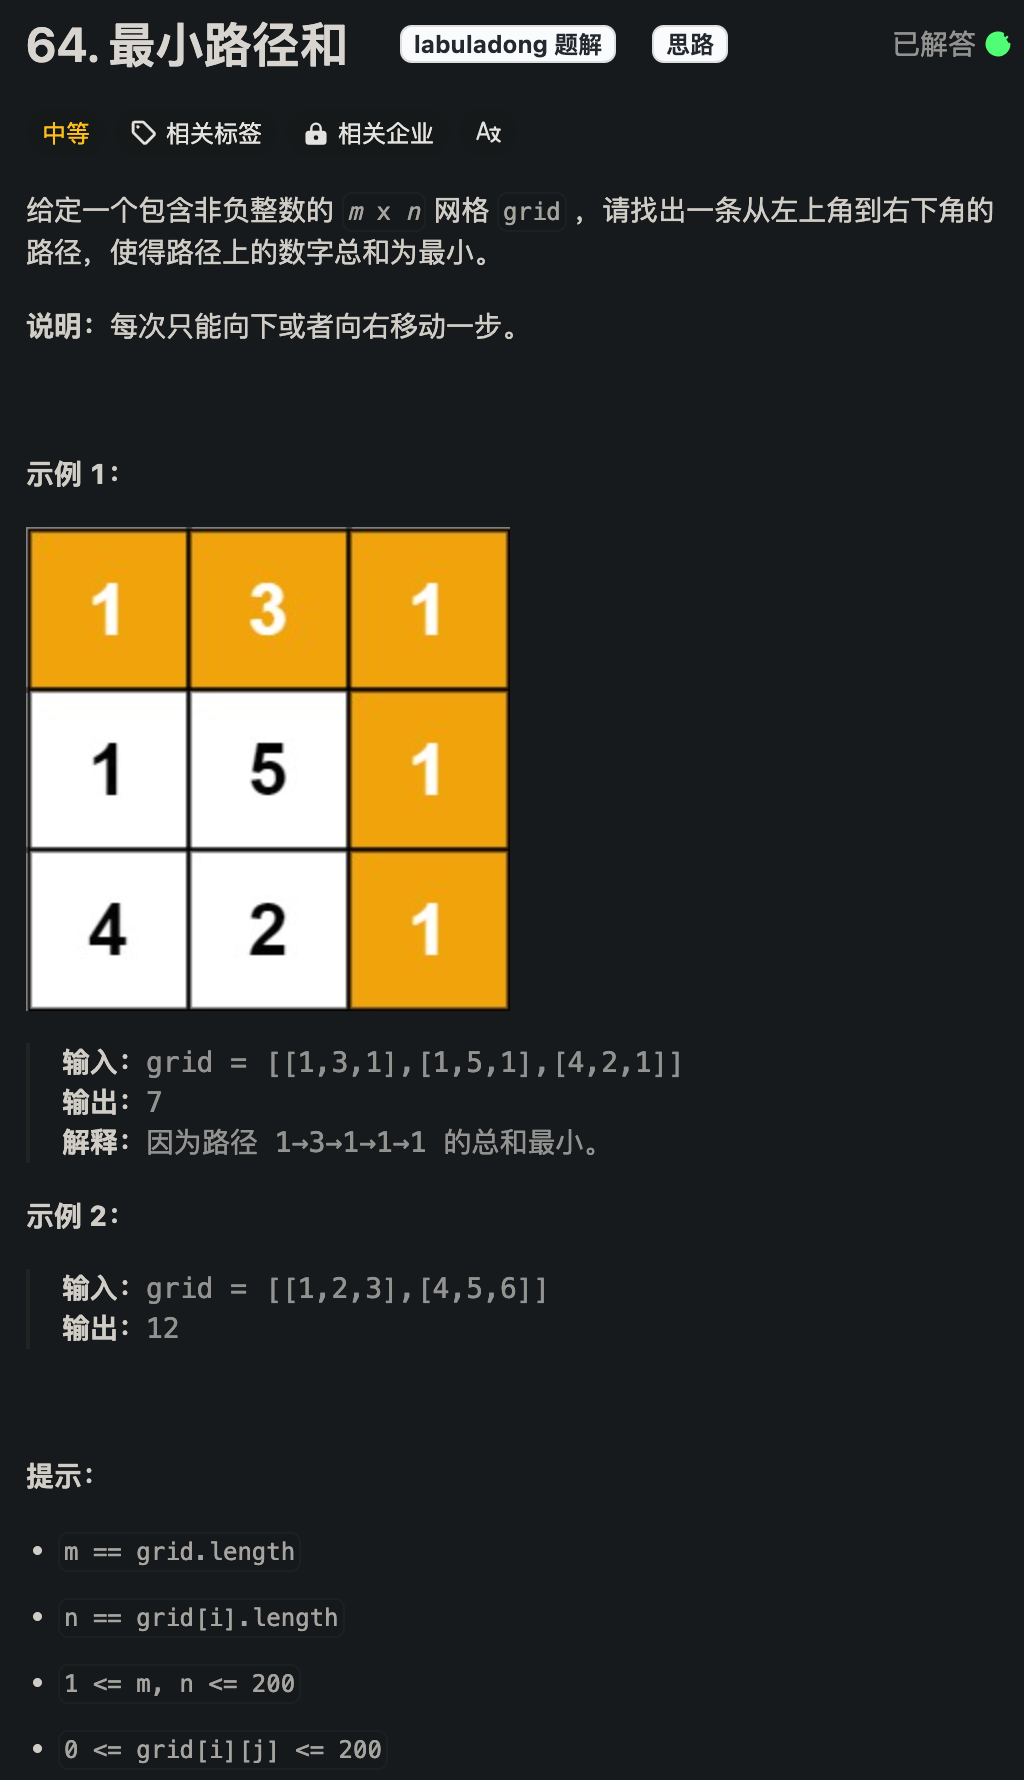 64. 最小路径和 labuladong 题解 思路 已解答
中等 相关标签 相关企业 A文
给定一个包含非负整数的 m x n 网格 grid ，请找出一条从左上角到右下角的
路径，使得路径上的数字总和为最小。
说明：每次只能向下或者向右移动一步。
示例 1：
1 3 1
1 5 1
4 2 1
输入：grid = [[1,3,1],[1,5,1],[4,2,1]]
输出：7
解释：因为路径 1→3→1→1→1 的总和最小。
示例 2：
输入：grid = [[1,2,3],[4,5,6]]
输出：12
提示：
• m == grid.length
• n == grid[i].length
• 1 <= m, n <= 200
• 0 <= grid[i][j] <= 200